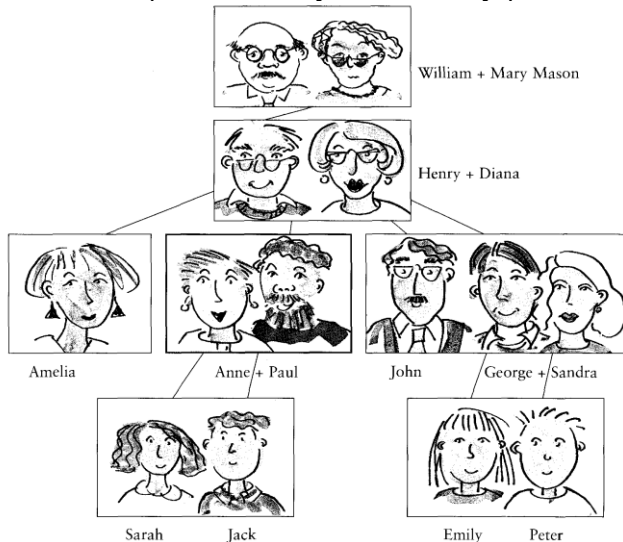 William + Mary Mason
Henry + Diana
Amelia
Anne + Paul
John
George + Sandra
Sarah
Jack
Emily
Peter